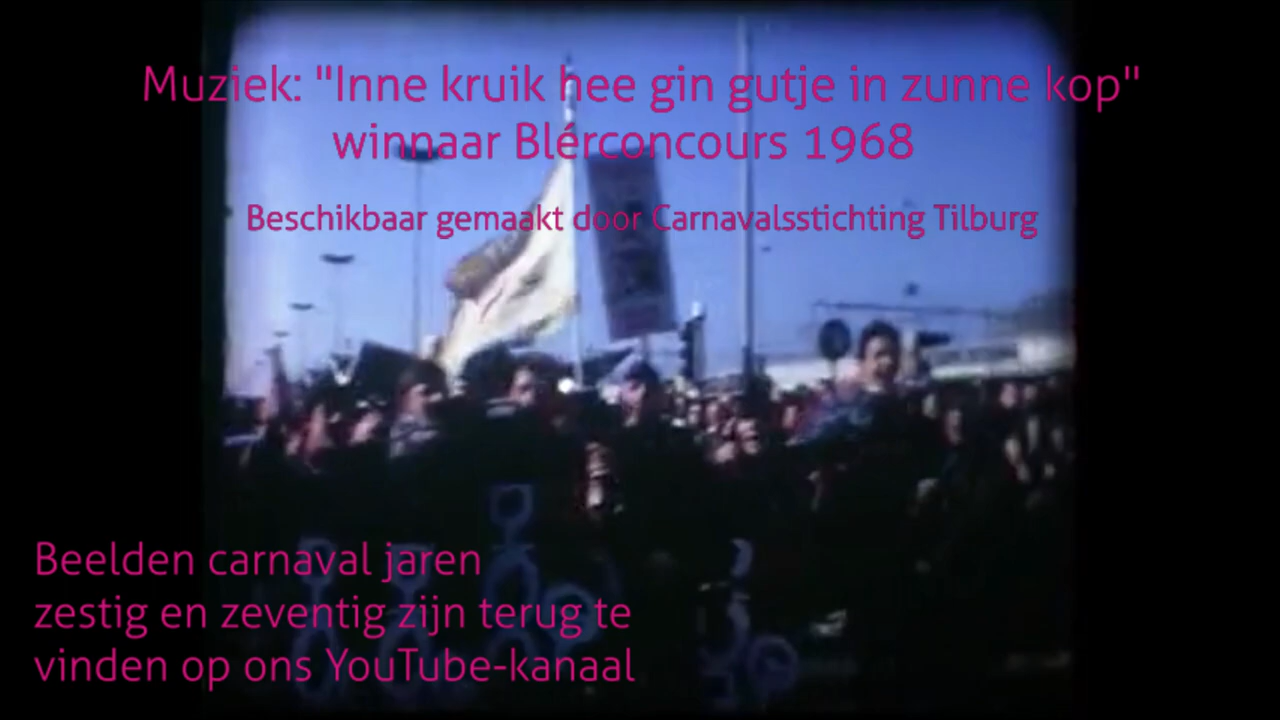 Muziek: "Inne kruik hee gin gutje in zunne kop"
winnaar Blérconcours 1968
Beschikbaar gemaakt door Carnavalsstichting Tilburg
Beelden carnaval jaren
zestig en zeventig zijn terug te
vinden op ons YouTube-kanaal